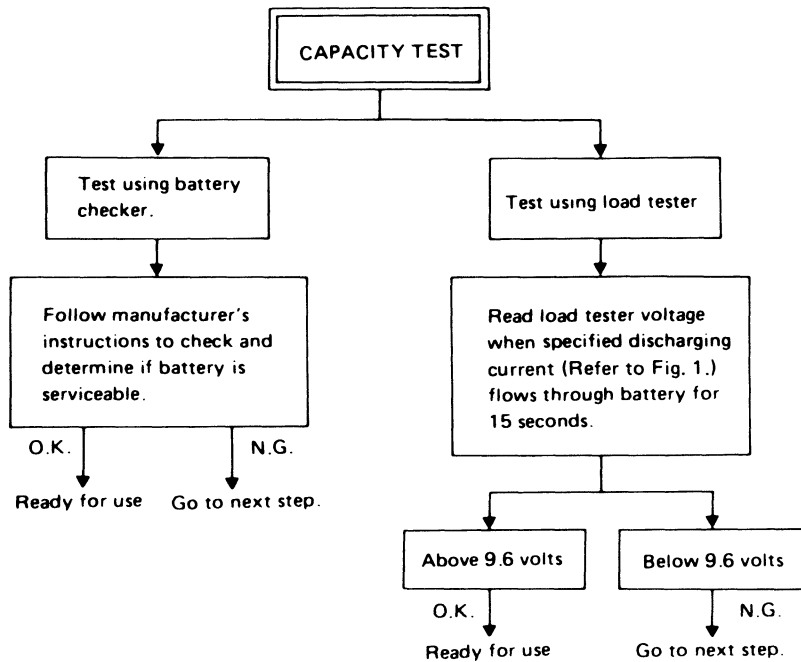 CAPACITY TEST
Test using battery
checker.
Follow manufacturer's
instructions to check and
determine if battery is
serviceable.
O.K.
N.G.
Ready for use
Go to next step.
Test using load tester
Read load tester voltage
when specified discharging
current (Refer to Fig. 1.)
flows through battery for
15 seconds.
Above 9.6 volts
Below 9.6 volts
O.K.
N.G.
Ready for use
Go to next step.